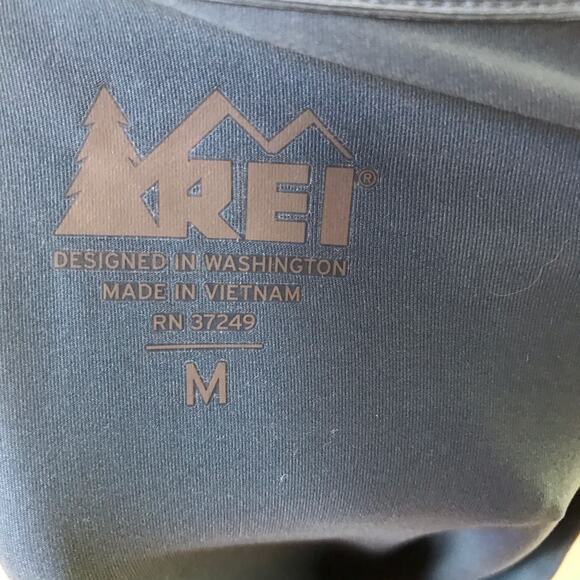 REI®
DESIGNED IN WASHINGTON
MADE IN VIETNAM
RN 37249
M